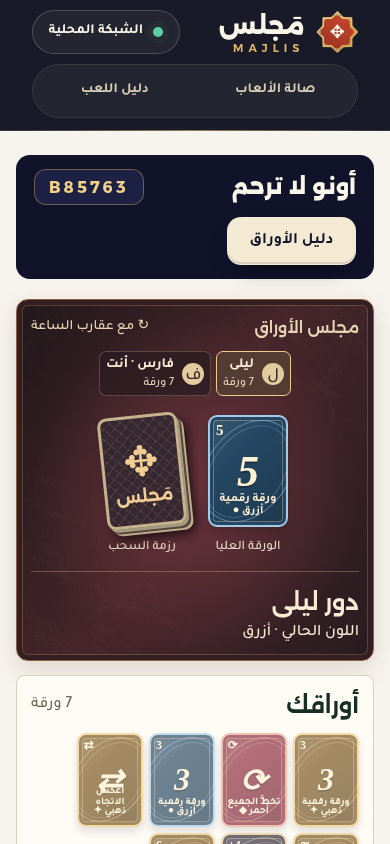 مَجلس
MAJLIS
الشبكة المحلية
صالة الألعاب
دليل اللعب
أونو لا ترحم
B85763
دليل الأوراق
مجلس الأوراق
↻ مع عقارب الساعة
ل
ليلى
7 ورقة
ف
فارس · أنت
7 ورقة
5
5
ورقة رقمية
أزرق ●
الورقة العليا
مَجلس
رزمة السحب
دور ليلى
اللون الحالي · أزرق
أوراقك
7 ورقة
3
3
ورقة رقمية
ذهبي ✦
⟳
⟳
تخطَّ الجميع
أحمر ◆
3
3
ورقة رقمية
أزرق ●
⇄
⇄
اعكس
الاتجاه
ذهبي ✦